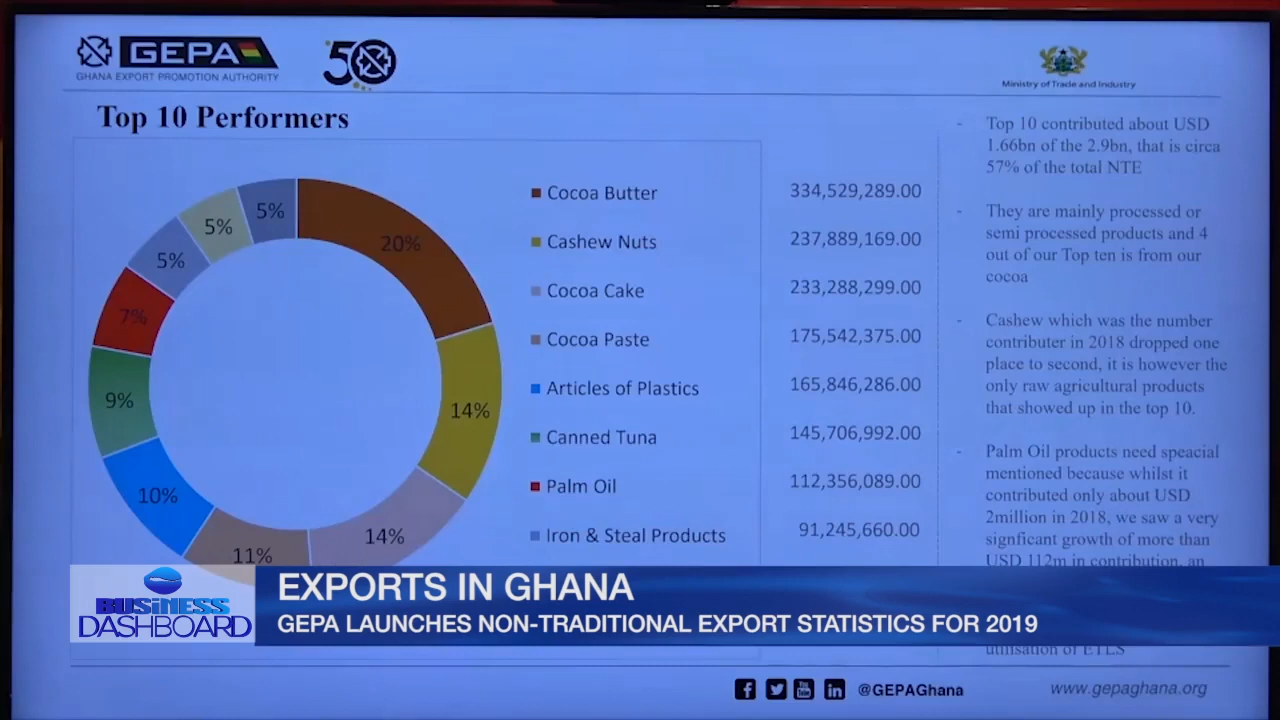 GEPA
GHANA EXPORT PROMOTION AUTHORITY
50
Ministry of Trade and Industry
Top 10 Performers
5%
5%
5%
7%
9%
10%
11%
14%
14%
20%
Cocoa Butter 334,529,289.00
Cashew Nuts 237,889,169.00
Cocoa Cake 233,288,299.00
Cocoa Paste 175,542,375.00
Articles of Plastics 165,846,286.00
Canned Tuna 145,706,992.00
Palm Oil 112,356,089.00
Iron & Steal Products 91,245,660.00
- Top 10 contributed about USD
1.66bn of the 2.9bn, that is circa
57% of the total NTE
- They are mainly processed or
semi processed products and 4
out of our Top ten is from our
cocoa
- Cashew which was the number
contributer in 2018 dropped one
place to second, it is however the
only raw agricultural products
that showed up in the top 10.
- Palm Oil products need speacial
mentioned because whilst it
contributed only about USD
2million in 2018, we saw a very
signficant growth of more than
USD 112m in contribution, an
utilisation of ETLS
BUSiNESS
DASHBOARD
EXPORTS IN GHANA
GEPA LAUNCHES NON-TRADITIONAL EXPORT STATISTICS FOR 2019
You
Tube
@GEPAGhana
www.gepaghana.org